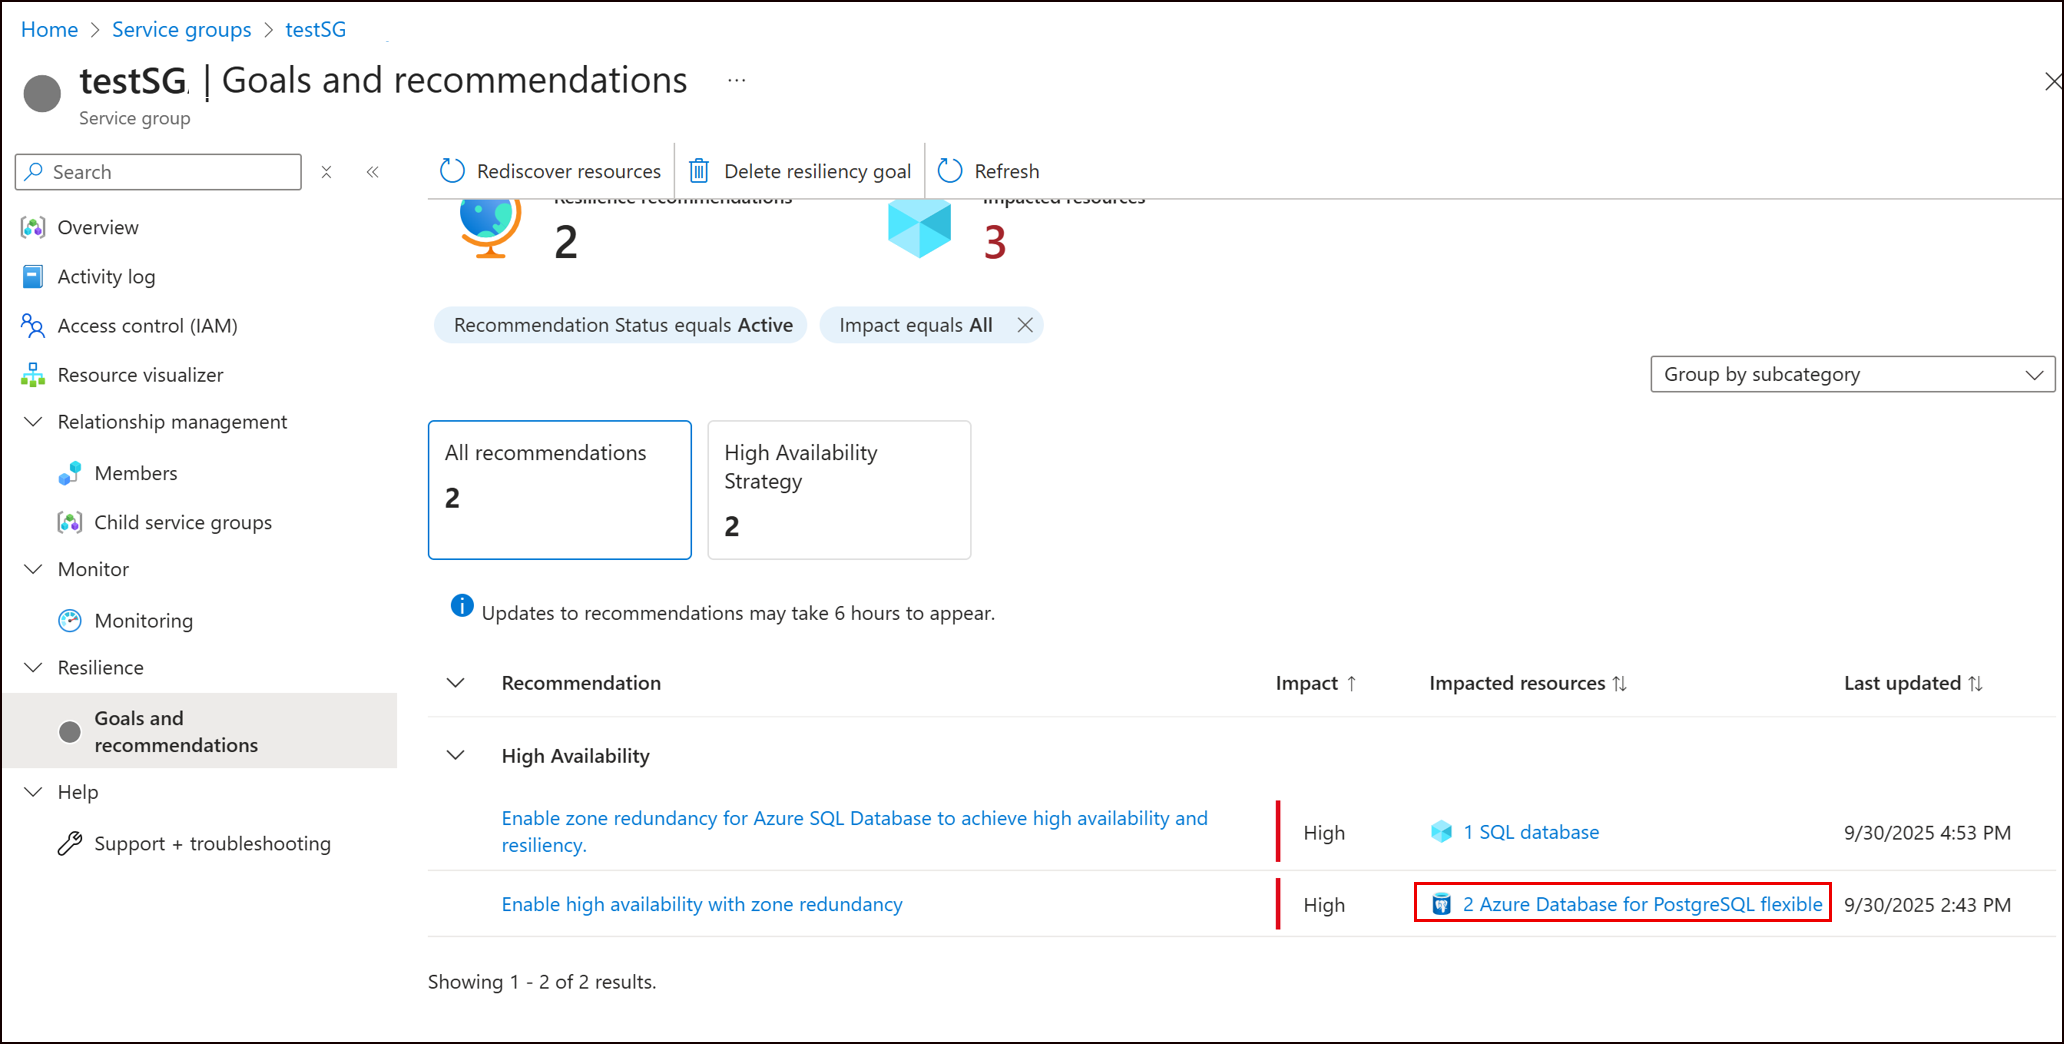 Home > Service groups > testSG
testSG | Goals and recommendations ...
Service group
Search
Rediscover resources
Delete resiliency goal
Refresh
Overview
Activity log
Access control (IAM)
Resource visualizer
Relationship management
Members
Child service groups
Monitor
Monitoring
Resilience
Goals and
recommendations
Help
Support + troubleshooting
Resilience recommendations
2
Impacted resources
3
Recommendation Status equals Active
Impact equals All
Group by subcategory
All recommendations
2
High Availability
Strategy
2
Updates to recommendations may take 6 hours to appear.
Recommendation Impact ↑ Impacted resources ↑↓ Last updated ↑↓
High Availability
Enable zone redundancy for Azure SQL Database to achieve high availability and
resiliency.
High
1 SQL database
9/30/2025 4:53 PM
Enable high availability with zone redundancy
High
2 Azure Database for PostgreSQL flexible
9/30/2025 2:43 PM
Showing 1 - 2 of 2 results.